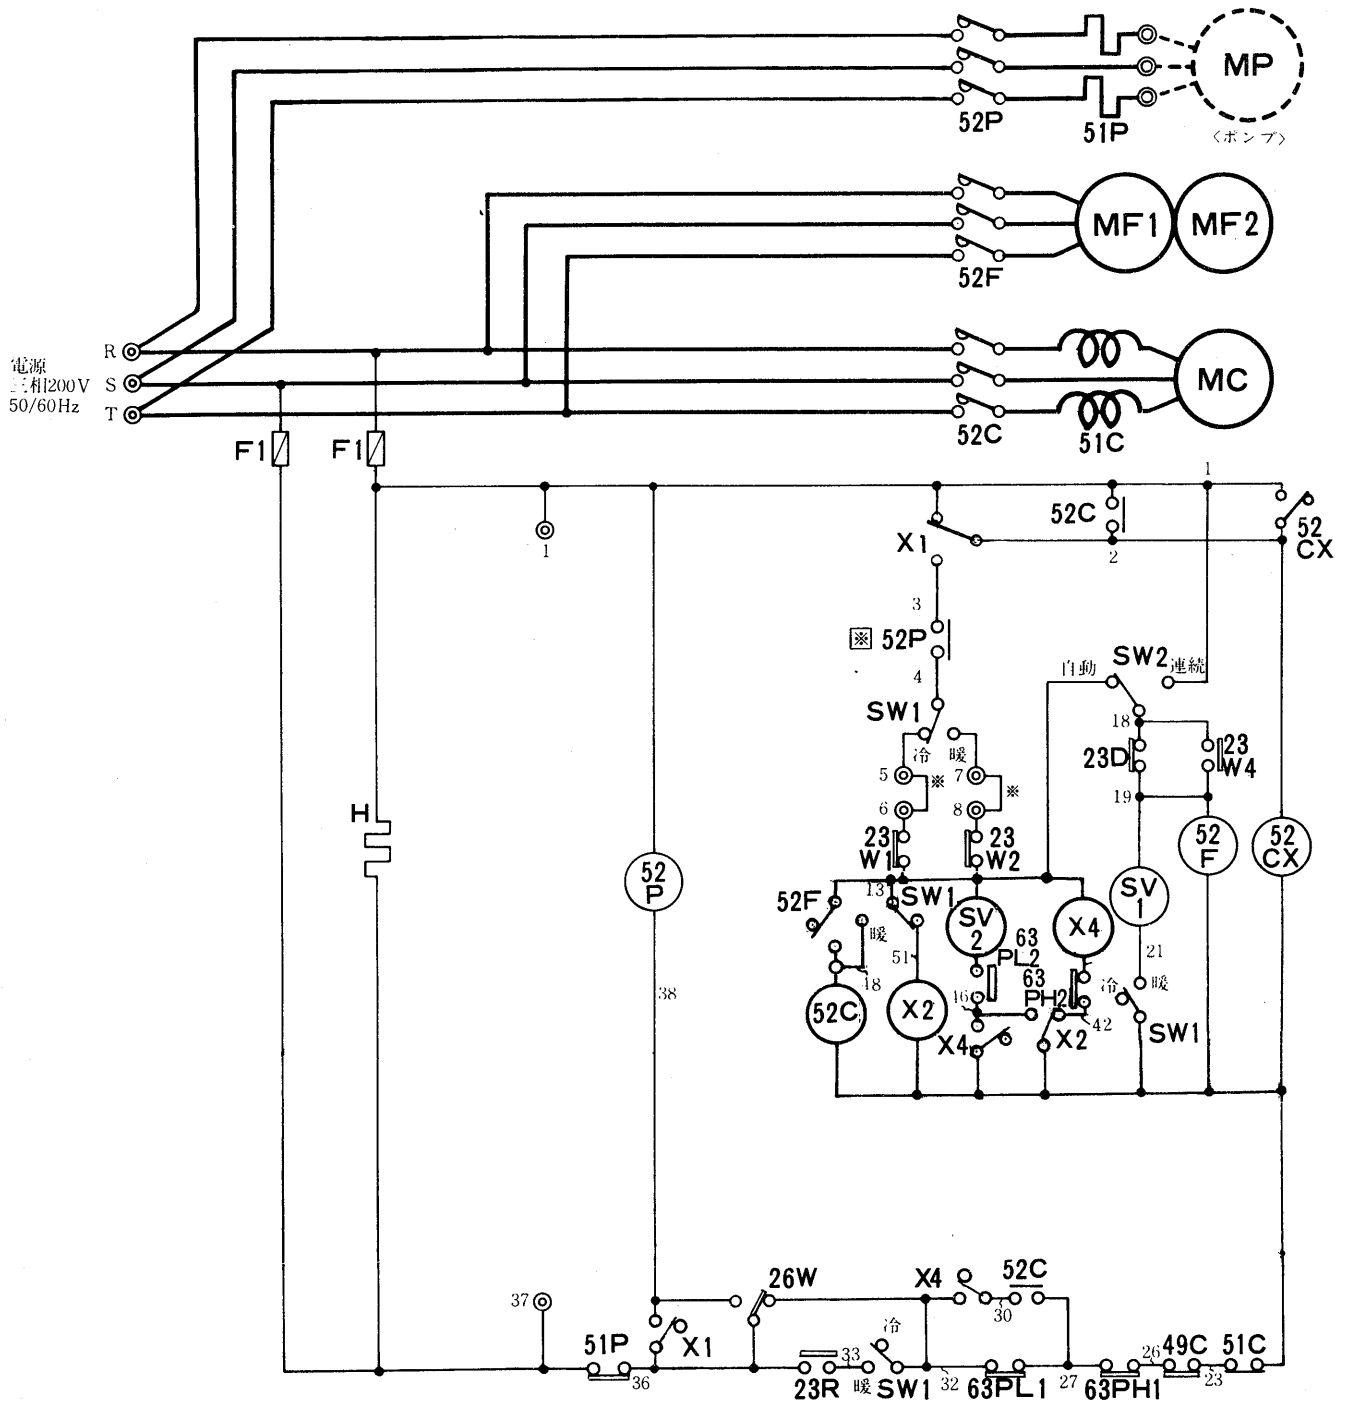 MP
52P
51P
〈ポンプ〉
MF1
MF2
52F
R
電源
三相200V
S
50/60Hz
T
MC
52C
51C
F1
F1
1
1
52C
52
CX
X1
2
3
※ 52P
4
SW1
冷 暖
自動
SW2
連続
18
23D
23
W4
5
※
7
6
※
8
19
H
23
W1
23
W2
52
P
52
F
52
CX
52F
13
SW1
SV
2
X4
SV
1
暖
51
63
PL2
48
46
63
PH2
21
冷
暖
52C
X2
42
X4
X2
SW1
38
37
51P
36
X1
26W
X4
52C
30
冷
23R
33
暖
SW1
32
63PL1
27
63PH1
26
49C
23
51C